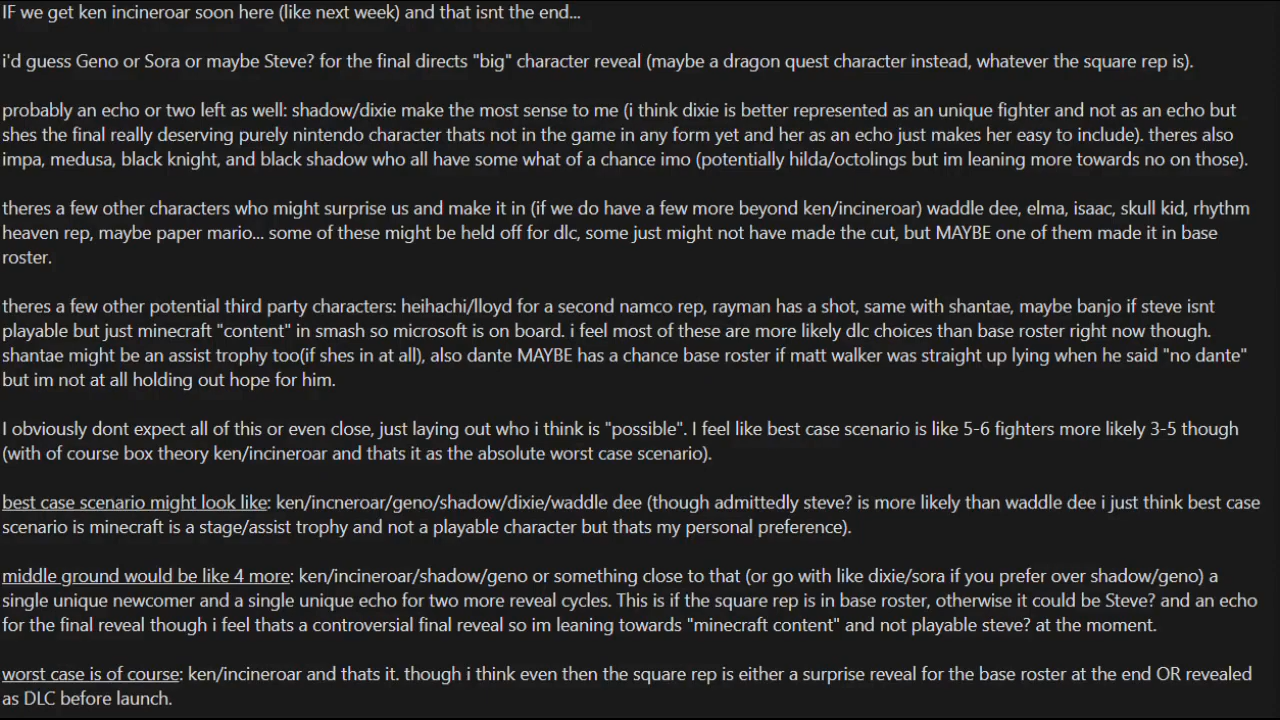 IF we get ken incineroar soon here (like next week) and that isnt the end...
i'd guess Geno or Sora or maybe Steve? for the final directs "big" character reveal (maybe a dragon quest character instead, whatever the square rep is).
probably an echo or two left as well: shadow/dixie make the most sense to me (i think dixie is better represented as an unique fighter and not as an echo but
shes the final really deserving purely nintendo character thats not in the game in any form yet and her as an echo just makes her easy to include). theres also
impa, medusa, black knight, and black shadow who all have some what of a chance imo (potentially hilda/octolings but im leaning more towards no on those).
theres a few other characters who might surprise us and make it in (if we do have a few more beyond ken/incineroar) waddle dee, elma, isaac, skull kid, rhythm
heaven rep, maybe paper mario... some of these might be held off for dlc, some just might not have made the cut, but MAYBE one of them made it in base
roster.
theres a few other potential third party characters: heihachi/lloyd for a second namco rep, rayman has a shot, same with shantae, maybe banjo if steve isnt
playable but just minecraft "content" in smash so microsoft is on board. i feel most of these are more likely dlc choices than base roster right now though.
shantae might be an assist trophy too(if shes in at all), also dante MAYBE has a chance base roster if matt walker was straight up lying when he said "no dante"
but im not at all holding out hope for him.
I obviously dont expect all of this or even close, just laying out who i think is "possible". I feel like best case scenario is like 5-6 fighters more likely 3-5 though
(with of course box theory ken/incineroar and thats it as the absolute worst case scenario).
best case scenario might look like: ken/incneroar/geno/shadow/dixie/waddle dee (though admittedly steve? is more likely than waddle dee i just think best case
scenario is minecraft is a stage/assist trophy and not a playable character but thats my personal preference).
middle ground would be like 4 more: ken/incineroar/shadow/geno or something close to that (or go with like dixie/sora if you prefer over shadow/geno) a
single unique newcomer and a single unique echo for two more reveal cycles. This is if the square rep is in base roster, otherwise it could be Steve? and an echo
for the final reveal though i feel thats a controversial final reveal so im leaning towards "minecraft content" and not playable steve? at the moment.
worst case is of course: ken/incineroar and thats it. though i think even then the square rep is either a surprise reveal for the base roster at the end OR revealed
as DLC before launch.